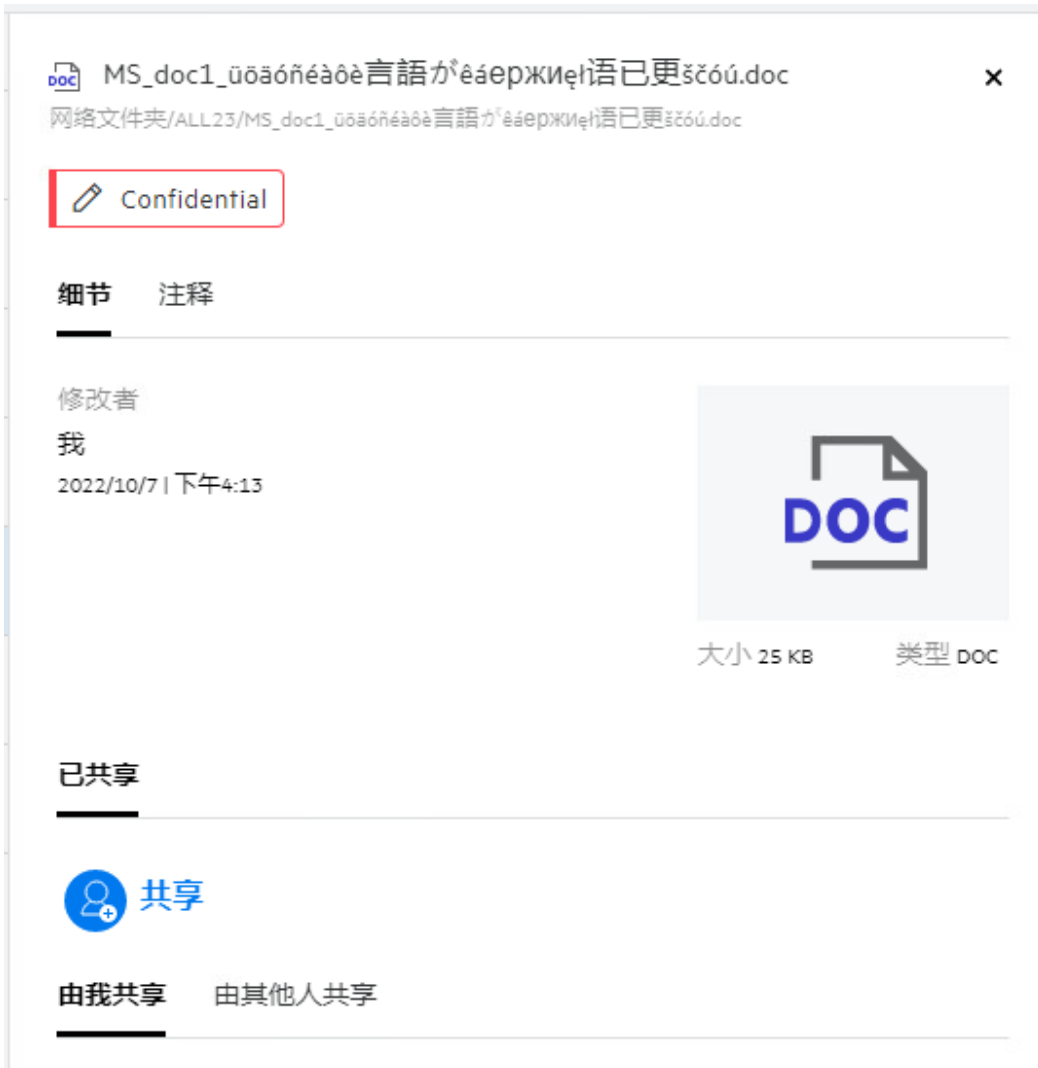 DOC MS_doc1_üöäóñéàôè言語がêáержиęł语已更ščóú.doc
网络文件夹/ALL23/MS_doc1_üöäóñéàôè言語がêáержиęł语已更ščóú.doc
Confidential
细节 注释
修改者
我
2022/10/7 | 下午4:13
DOC
大小 25 KB 类型 DOC
已共享
共享
由我共享 由其他人共享